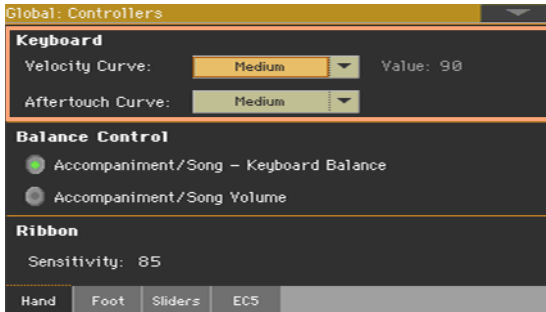 Global: Controllers
Keyboard
Velocity Curve: Medium Value: 90
Aftertouch Curve: Medium
Balance Control
Accompaniment/Song - Keyboard Balance
Accompaniment/Song Volume
Ribbon
Sensitivity: 85
Hand Foot Sliders EC5